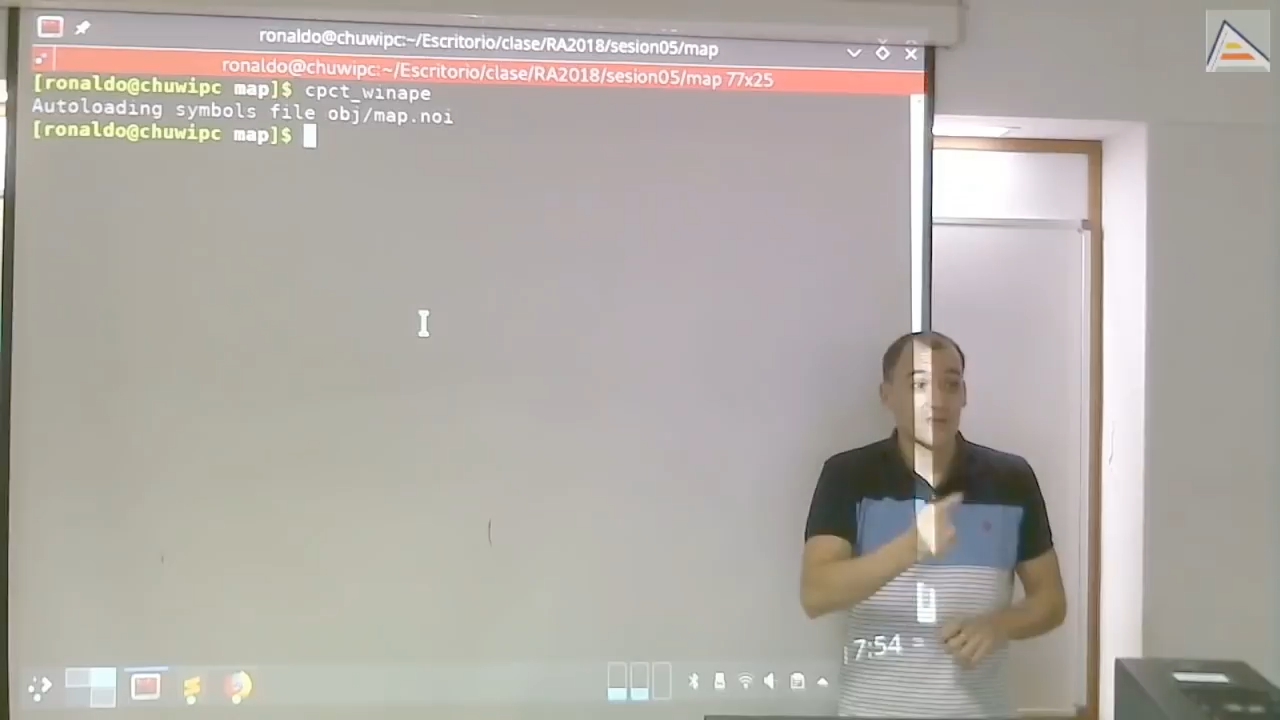 ronaldo@chuwipc:~/Escritorio/clase/RA2018/sesion05/map
ronaldo@chuwipc:~/Escritorio/clase/RA2018/sesion05/map 77x25
[ronaldo@chuwipc map]$ cpct_winape
Autoloading symbols file obj/map.noi
[ronaldo@chuwipc map]$
7:54